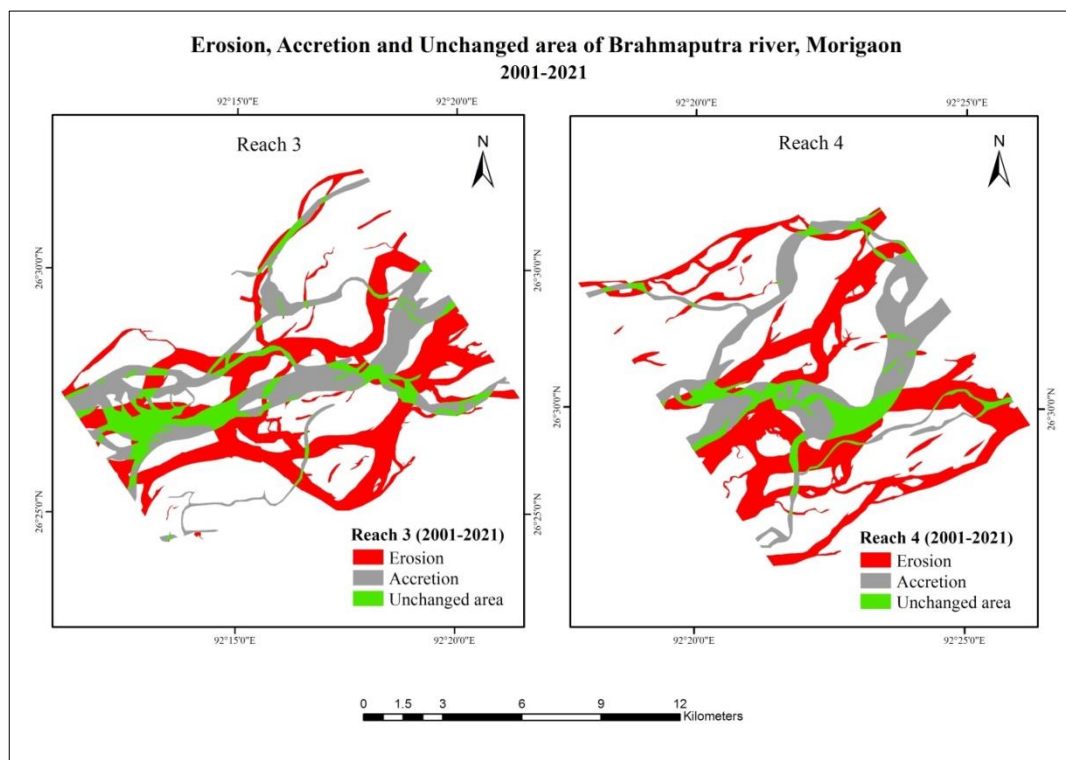 Erosion, Accretion and Unchanged area of Brahmaputra river, Morigaon
2001-2021
92°15'0"E
92°20'0"E
Reach 3
N
26°30'0"N
26°30'0"N
26°25'0"N
26°25'0"N
Reach 3 (2001-2021)
Erosion
Accretion
Unchanged area
92°15'0"E
92°20'0"E
92°20'0"E
92°25'0"E
Reach 4
N
26°30'0"N
26°30'0"N
Reach 4 (2001-2021)
Erosion
Accretion
Unchanged area
92°20'0"E
92°25'0"E
0 1.5 3 6 9 12
Kilometers